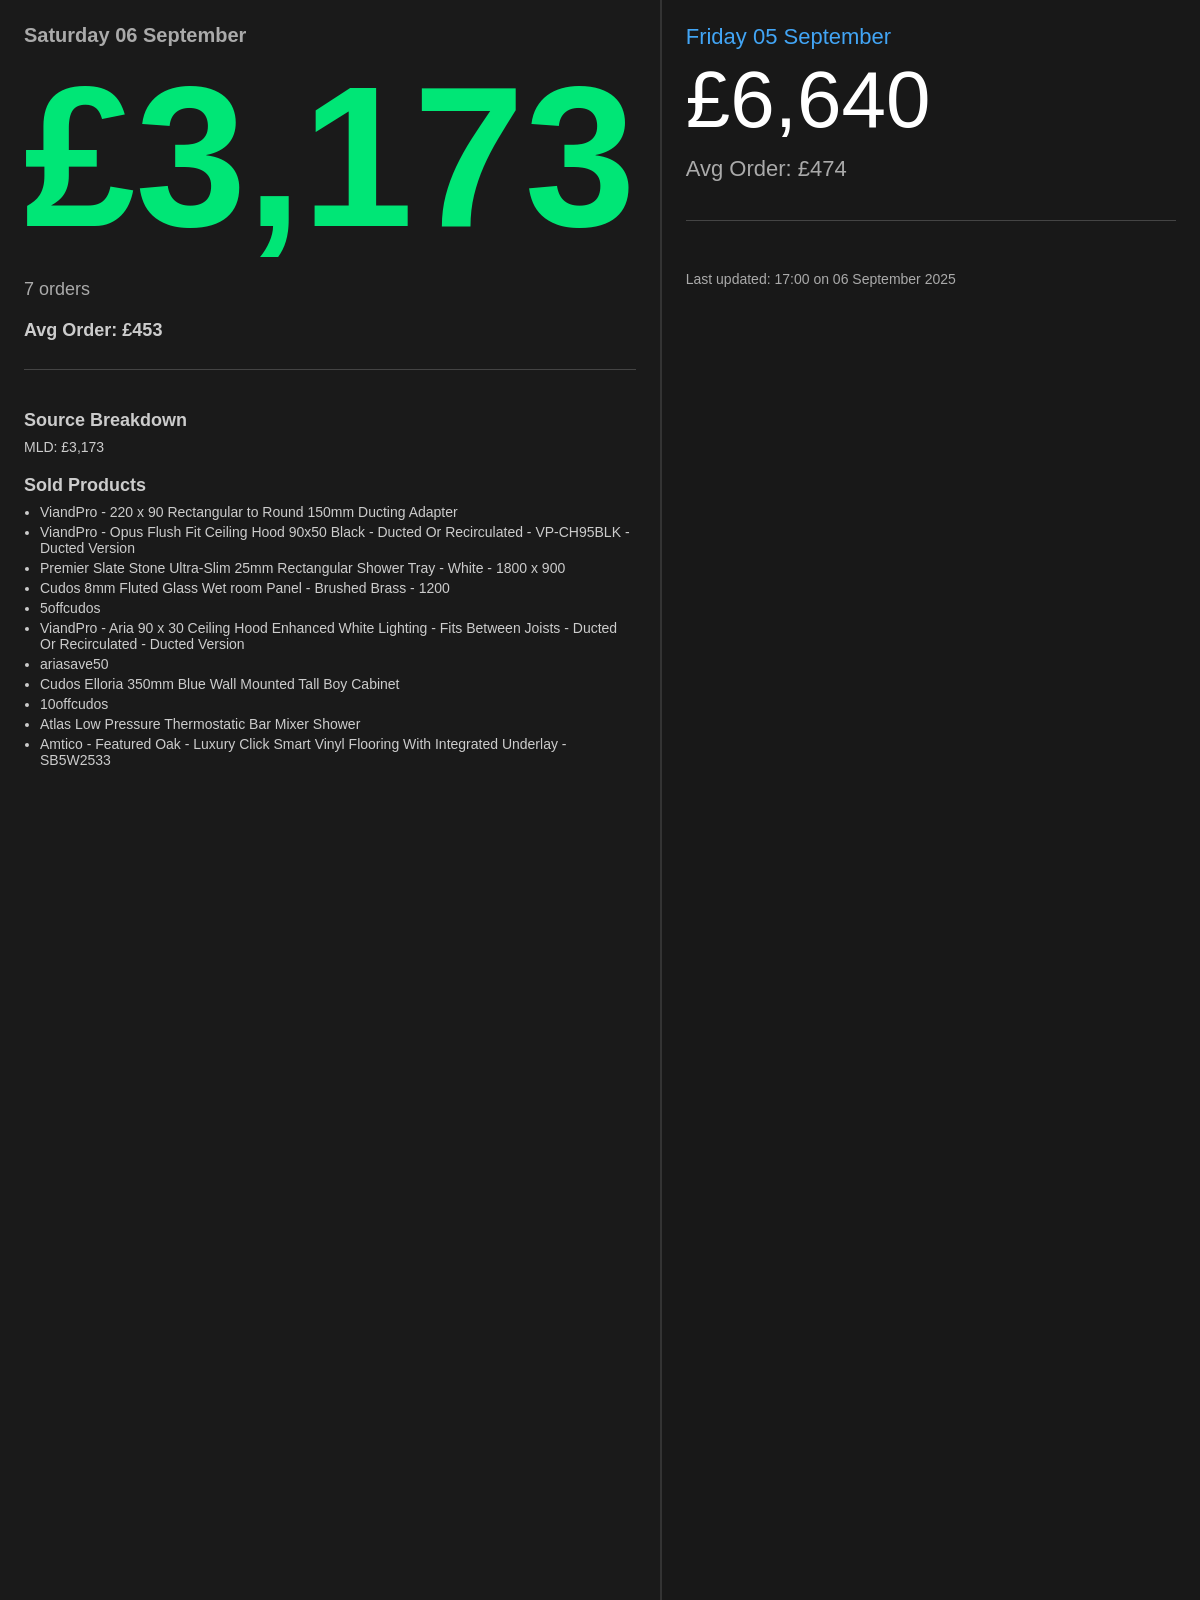 Saturday 06 September
£3,173
7 orders
Avg Order: £453
Source Breakdown
MLD: £3,173
Sold Products
• ViandPro - 220 x 90 Rectangular to Round 150mm Ducting Adapter
• ViandPro - Opus Flush Fit Ceiling Hood 90x50 Black - Ducted Or Recirculated - VP-CH95BLK -
Ducted Version
• Premier Slate Stone Ultra-Slim 25mm Rectangular Shower Tray - White - 1800 x 900
• Cudos 8mm Fluted Glass Wet room Panel - Brushed Brass - 1200
• 5offcudos
• ViandPro - Aria 90 x 30 Ceiling Hood Enhanced White Lighting - Fits Between Joists - Ducted
Or Recirculated - Ducted Version
• ariasave50
• Cudos Elloria 350mm Blue Wall Mounted Tall Boy Cabinet
• 10offcudos
• Atlas Low Pressure Thermostatic Bar Mixer Shower
• Amtico - Featured Oak - Luxury Click Smart Vinyl Flooring With Integrated Underlay -
SB5W2533
Friday 05 September
£6,640
Avg Order: £474
Last updated: 17:00 on 06 September 2025